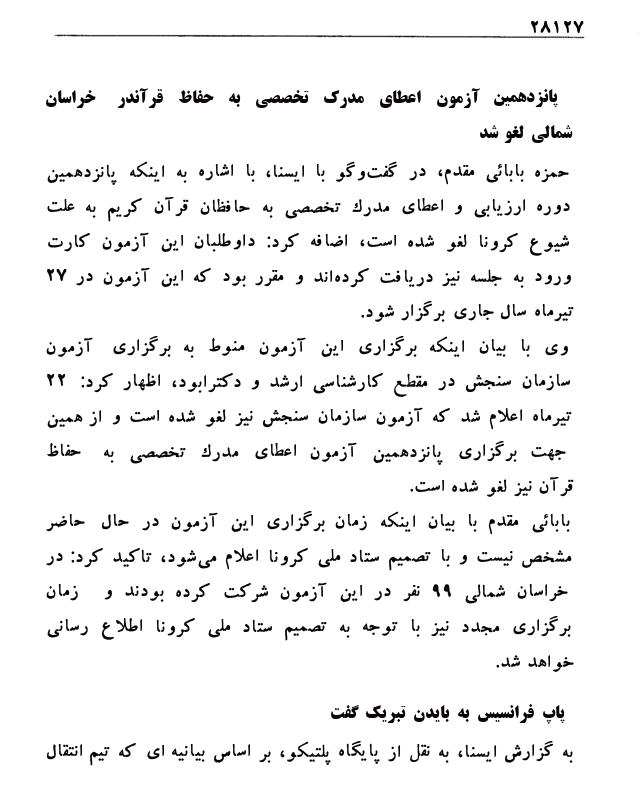 ۲۸۱۲۷
پانزدهمین آزمون اعطای مدرک تخصصی به حفاظ قرآندر خراسان
شمالی لغو شد
حمزه بابائی مقدم، در گفت‌وگو با ایسنا، با اشاره به اینکه پانزدهمین
دوره ارزیابی و اعطای مدرک تخصصی به حافظان قرآن کریم به علت
شیوع کرونا لغو شده است، اضافه کرد: داوطلبان این آزمون کارت
ورود به جلسه نیز دریافت کرده‌اند و مقرر بود که این آزمون در ۲۷
تیرماه سال جاری برگزار شود.
وی با بیان اینکه برگزاری این آزمون منوط به برگزاری آزمون
سازمان سنجش در مقطع کارشناسی ارشد و دکترابود، اظهار کرد: ۲۲
تیرماه اعلام شد که آزمون سازمان سنجش نیز لغو شده است و از همین
جهت برگزاری پانزدهمین آزمون اعطای مدرک تخصصی به حفاظ
قرآن نیز لغو شده است.
بابائی مقدم با بیان اینکه زمان برگزاری این آزمون در حال حاضر
مشخص نیست و با تصمیم ستاد ملی کرونا اعلام می‌شود، تاکید کرد: در
خراسان شمالی ۹۹ نفر در این آزمون شرکت کرده بودند و زمان
برگزاری مجدد نیز با توجه به تصمیم ستاد ملی کرونا اطلاع رسانی
خواهد شد.
پاپ فرانسیس به بایدن تبریک گفت
به گزارش ایسنا، به نقل از پایگاه پلتیکو، بر اساس بیانیه ای که تیم انتقال